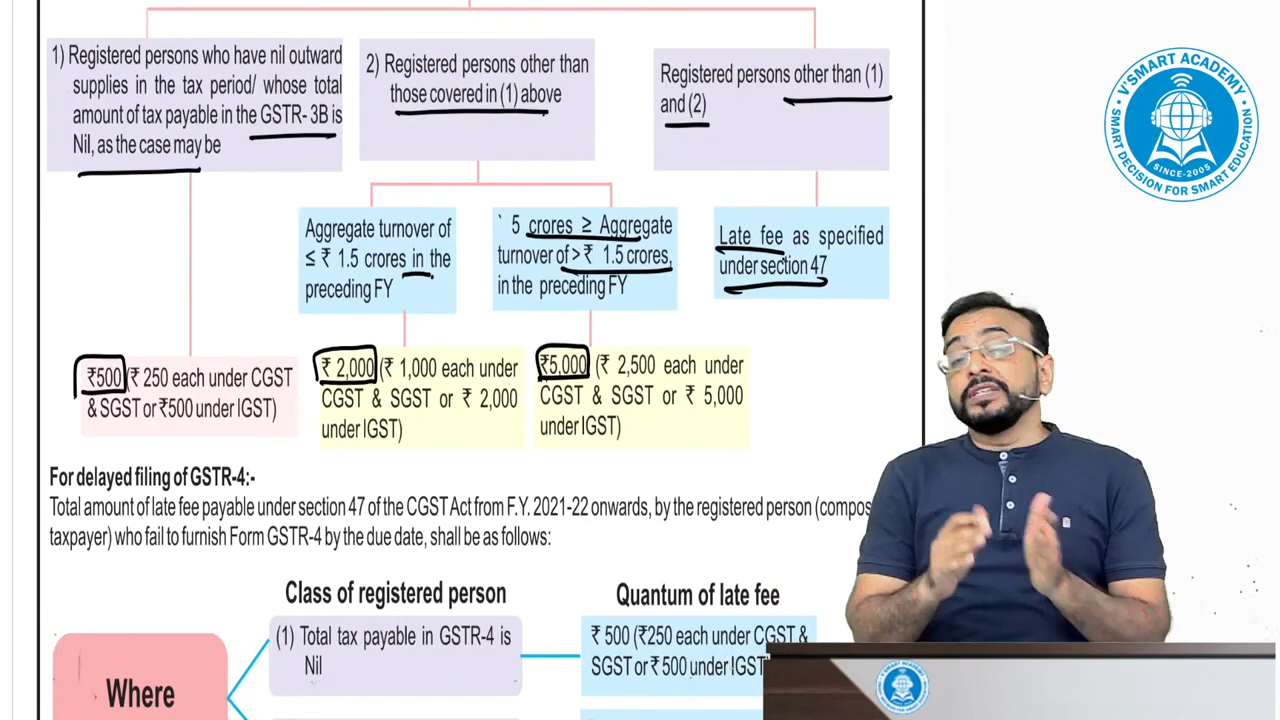 1) Registered persons who have nil outward
supplies in the tax period/ whose total
amount of tax payable in the GSTR- 3B is
Nil, as the case may be
2) Registered persons other than
those covered in (1) above
Registered persons other than (1)
and (2)
Aggregate turnover of
≤ ₹ 1.5 crores in the
preceding FY
` 5 crores ≥ Aggregate
turnover of > ₹ 1.5 crores,
in the preceding FY
Late fee as specified
under section 47
₹500 (₹ 250 each under CGST
& SGST or ₹500 under IGST)
₹ 2,000 (₹ 1,000 each under
CGST & SGST or ₹ 2,000
under IGST)
₹5,000 (₹ 2,500 each under
CGST & SGST or ₹ 5,000
under IGST)
For delayed filing of GSTR-4:-
Total amount of late fee payable under section 47 of the CGST Act from F.Y. 2021-22 onwards, by the registered person (compos
taxpayer) who fail to furnish Form GSTR-4 by the due date, shall be as follows:
Class of registered person
Quantum of late fee
(1) Total tax payable in GSTR-4 is
Nil
₹ 500 (₹250 each under CGST &
SGST or ₹ 500 under IGST
Where
V'SMART ACADEMY
SMART DECISION FOR SMART EDUCATION
SINCE-2005